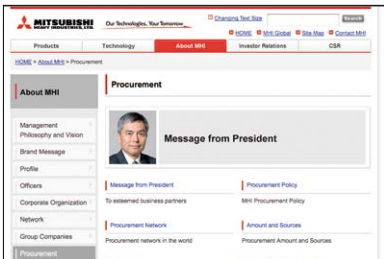 MITSUBISHI
HEAVY INDUSTRIES, LTD.
Our Technologies, Your Tomorrow
Changing Text Size
Search
HOME MHI Global Site Map Contact MHI
Products Technology About MHI Investor Relations CSR
HOME > About MHI > Procurement
About MHI
Procurement
Message from President
Management
Philosophy and Vision
Brand Message
Profile
Officers
Corporate Organization
Network
Group Companies
Procurement
Message from President Procurement Policy
To esteemed business partners MHI Procurement Policy
Procurement Network Amount and Sources
Procurement network in the world Procurement Amount and Sources